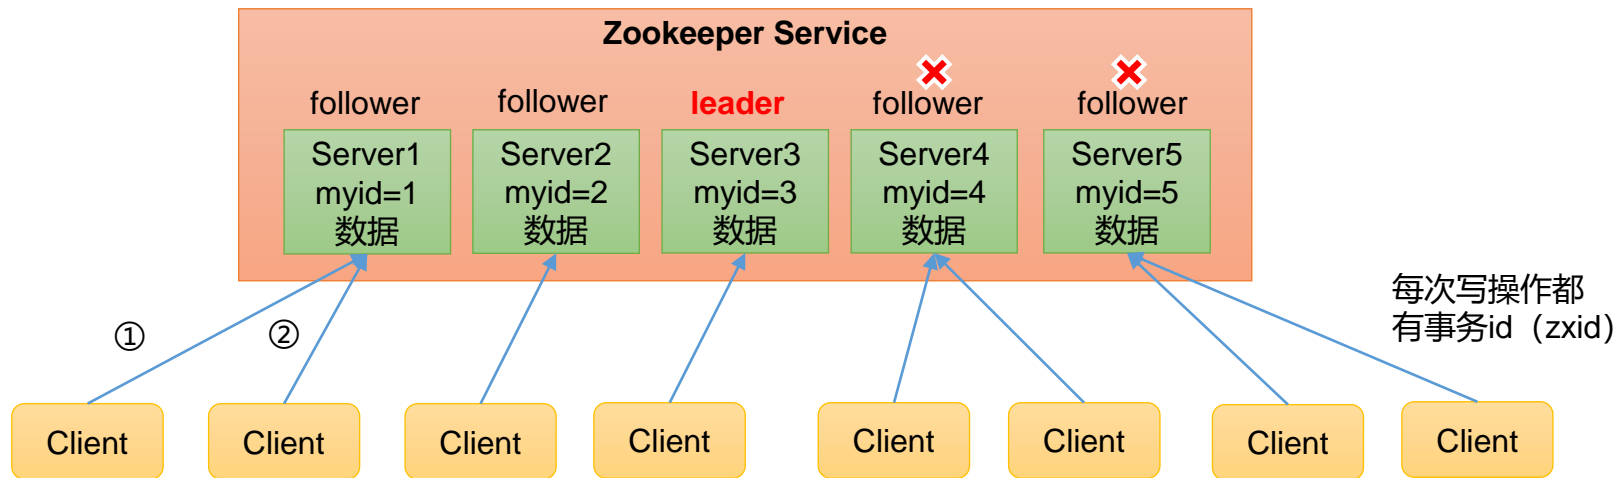 Zookeeper Service
follower
follower
leader
follower
follower
Server1
myid=1
数据
Server2
myid=2
数据
Server3
myid=3
数据
Server4
myid=4
数据
Server5
myid=5
数据
每次写操作都
有事务id（zxid）
①
②
Client
Client
Client
Client
Client
Client
Client
Client